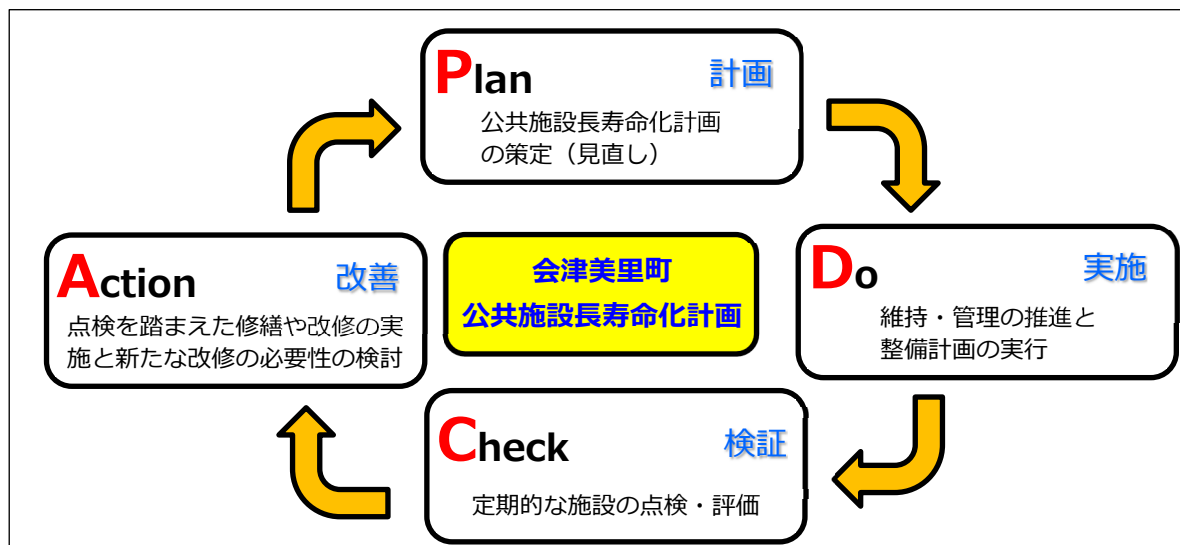 Plan 計画
公共施設長寿命化計画
の策定（見直し）
Action 改善
点検を踏まえた修繕や改修の実
施と新たな改修の必要性の検討
会津美里町
公共施設長寿命化計画
Do 実施
維持・管理の推進と
整備計画の実行
Check 検証
定期的な施設の点検・評価